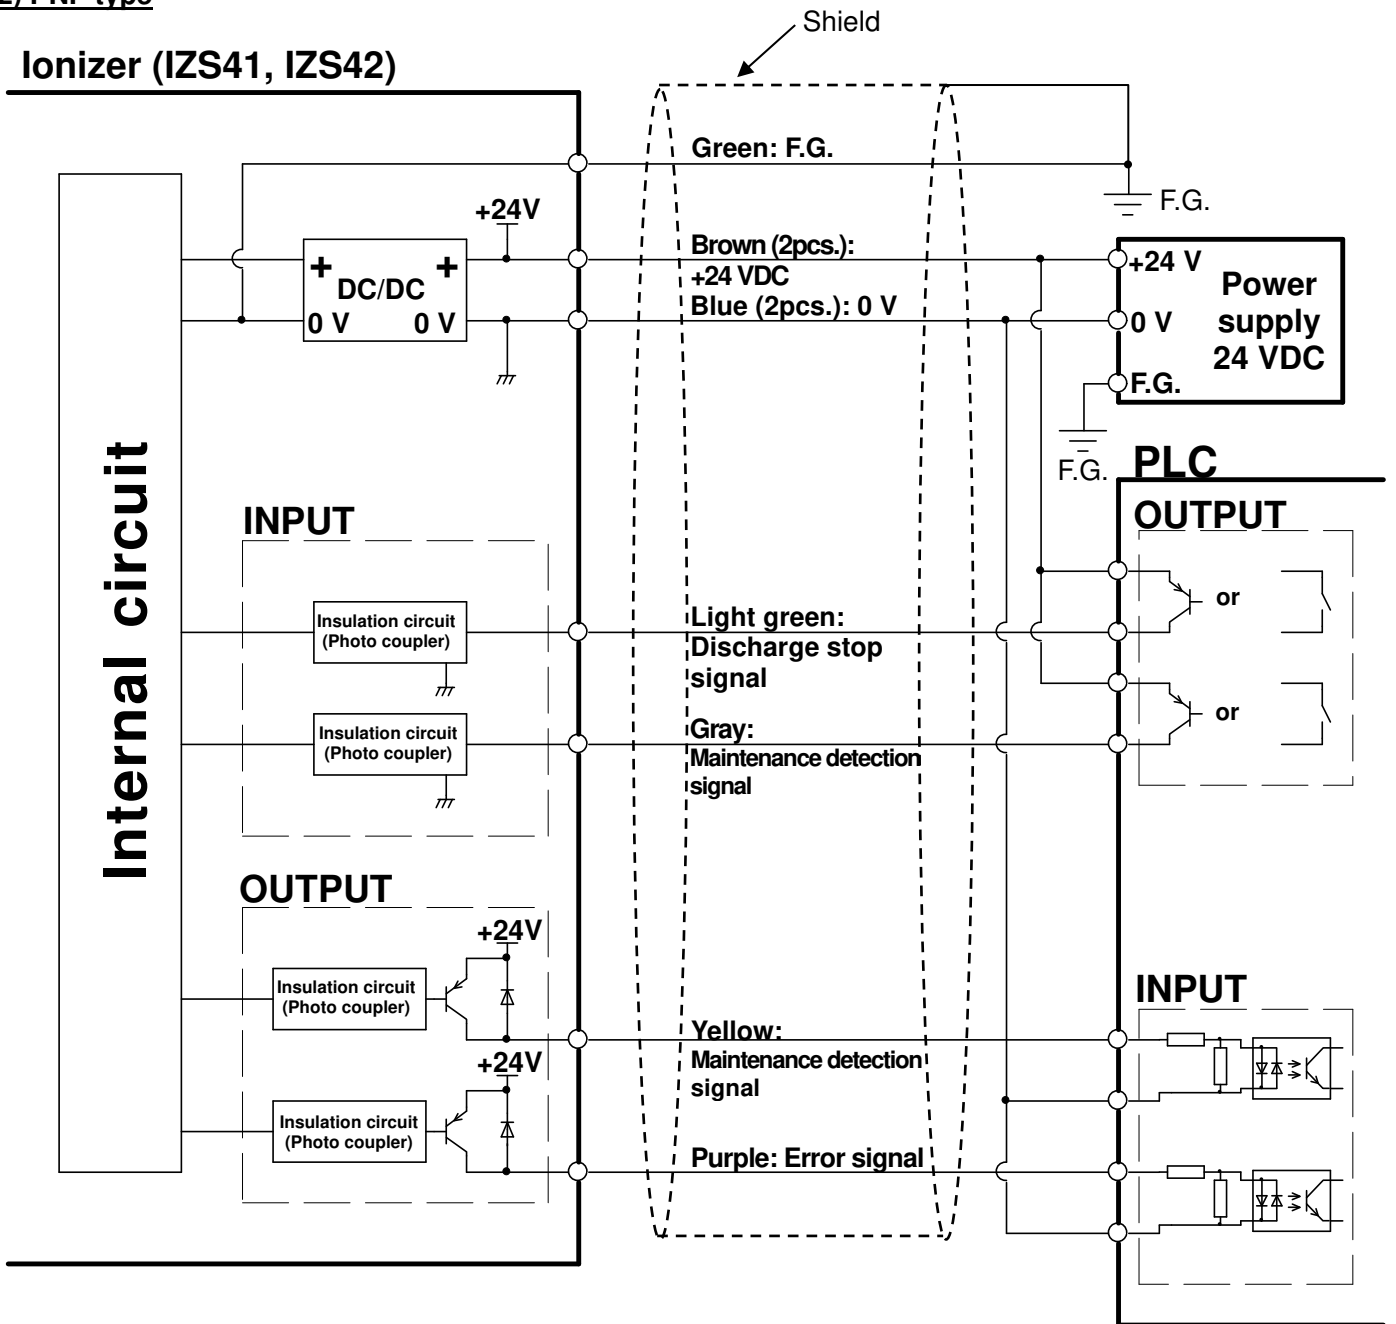 2) PNP type
Shield
Ionizer (IZS41, IZS42)
Green: F.G.
F.G.
+24V
Brown (2pcs.):
+24 VDC
Blue (2pcs.): 0 V
+ +
DC/DC
0 V 0 V
+24 V
0 V
F.G.
Power
supply
24 VDC
F.G.
PLC
OUTPUT
Internal circuit
INPUT
Insulation circuit
(Photo coupler)
Light green:
Discharge stop
signal
or
Insulation circuit
(Photo coupler)
Gray:
Maintenance detection
signal
or
OUTPUT
+24V
Insulation circuit
(Photo coupler)
Yellow:
Maintenance detection
signal
INPUT
+24V
Insulation circuit
(Photo coupler)
Purple: Error signal